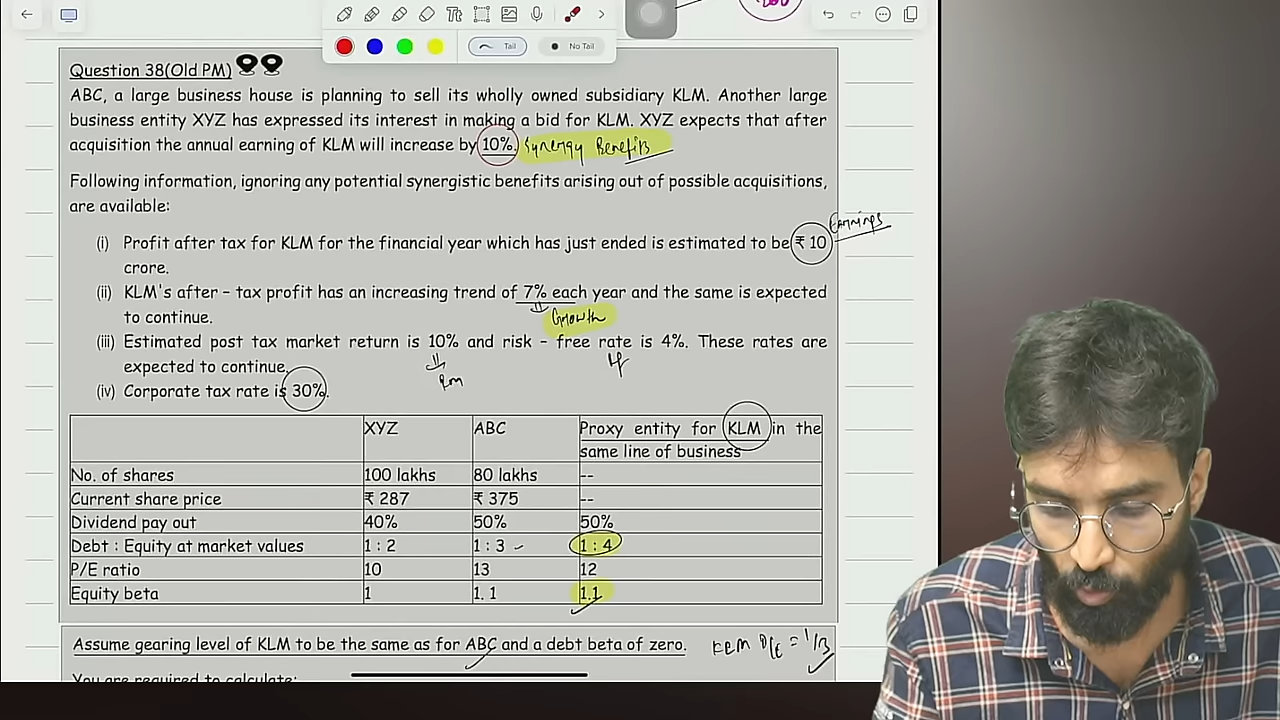 Tt
Tail
No Tail
Question 38(Old PM)
ABC, a large business house is planning to sell its wholly owned subsidiary KLM. Another large
business entity XYZ has expressed its interest in making a bid for KLM. XYZ expects that after
acquisition the annual earning of KLM will increase by 10%. Synergy Benefits
Following information, ignoring any potential synergistic benefits arising out of possible acquisitions,
are available:
Earnings
(i) Profit after tax for KLM for the financial year which has just ended is estimated to be ₹ 10
crore.
(ii) KLM's after – tax profit has an increasing trend of 7% each year and the same is expected
to continue. Growth
(iii) Estimated post tax market return is 10% and risk – free rate is 4%. These rates are
expected to continue. Rm
(iv) Corporate tax rate is 30%.
XYZ ABC Proxy entity for KLM in the
same line of business
No. of shares 100 lakhs 80 lakhs --
Current share price ₹ 287 ₹ 375 --
Dividend pay out 40% 50% 50%
Debt : Equity at market values 1 : 2 1 : 3 1 : 4
P/E ratio 10 13 12
Equity beta 1 1. 1 1.1
Assume gearing level of KLM to be the same as for ABC and a debt beta of zero. KLM D/E = 1/3
You are required to calculate: